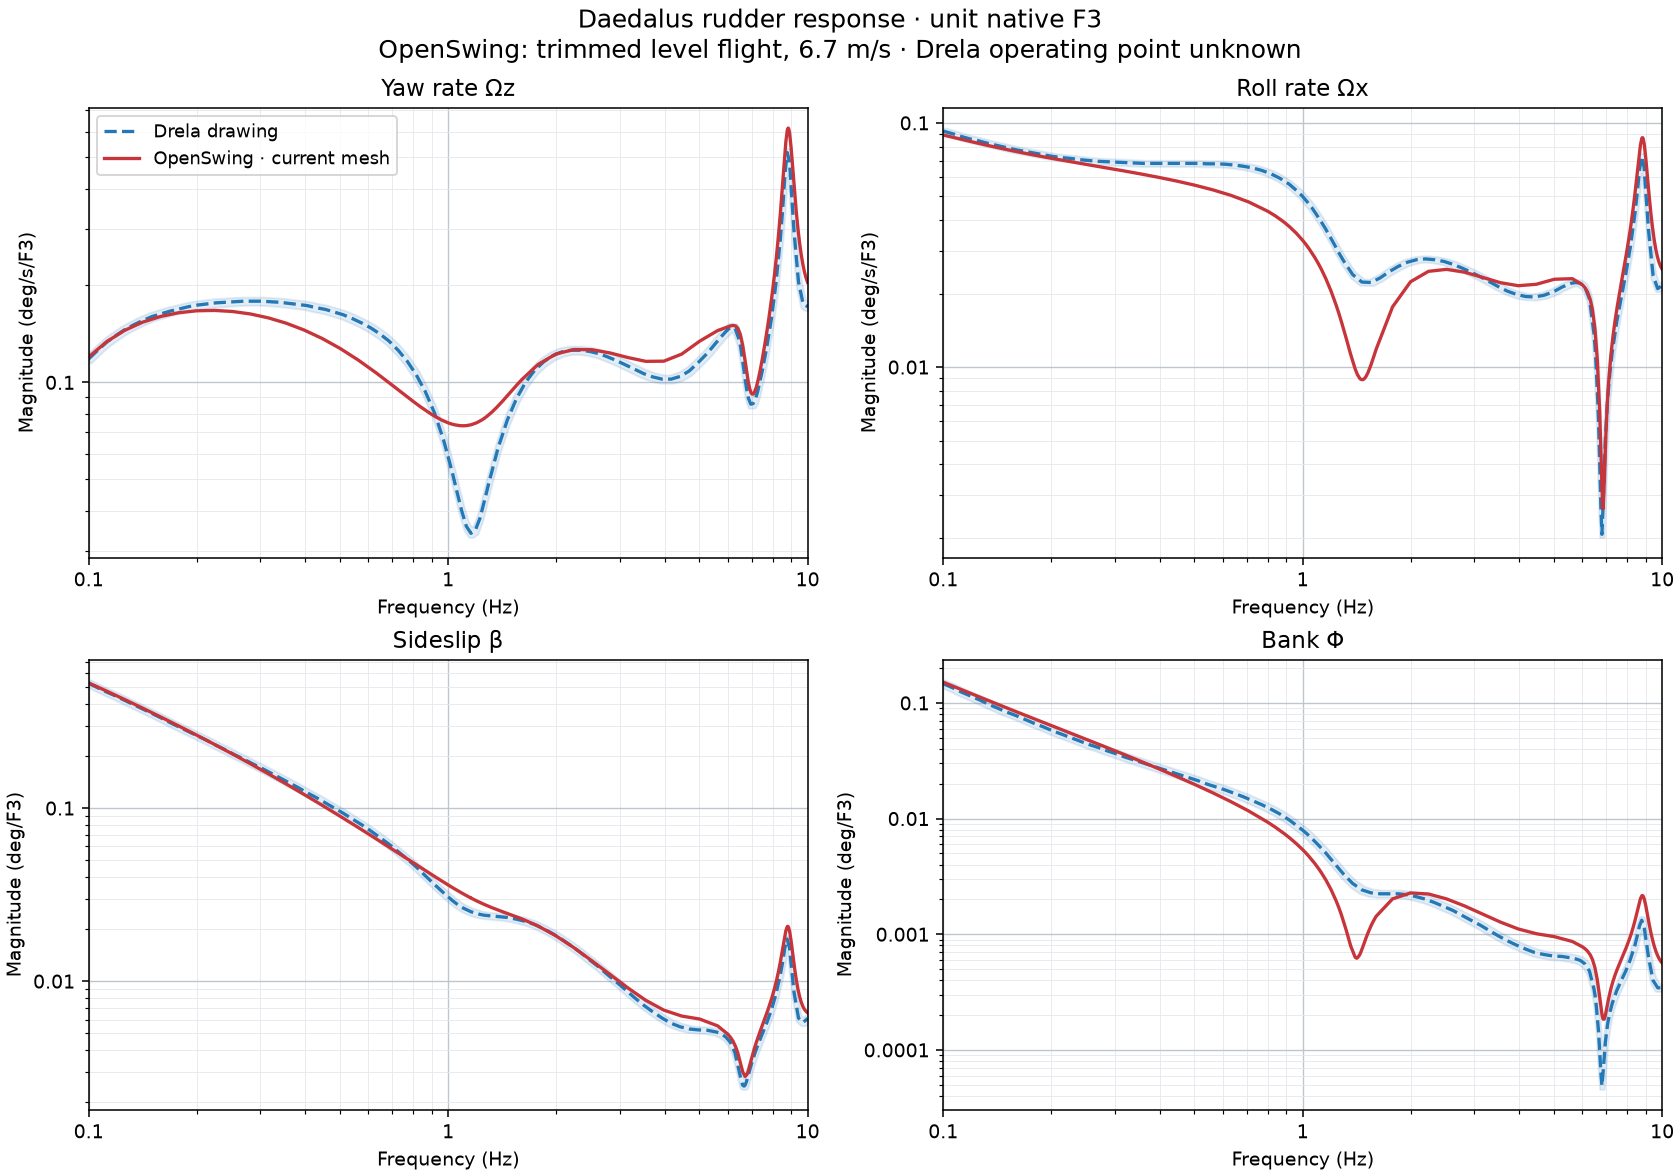 Daedalus rudder response · unit native F3
OpenSwing: trimmed level flight, 6.7 m/s · Drela operating point unknown
Yaw rate Ωz
Magnitude (deg/s/F3)
0.1
Drela drawing
OpenSwing · current mesh
0.1
1
10
Frequency (Hz)
Roll rate Ωx
Magnitude (deg/s/F3)
0.1
0.01
0.1
1
10
Frequency (Hz)
Sideslip β
Magnitude (deg/F3)
0.1
0.01
0.1
1
10
Frequency (Hz)
Bank Φ
Magnitude (deg/F3)
0.1
0.01
0.001
0.0001
0.1
1
10
Frequency (Hz)